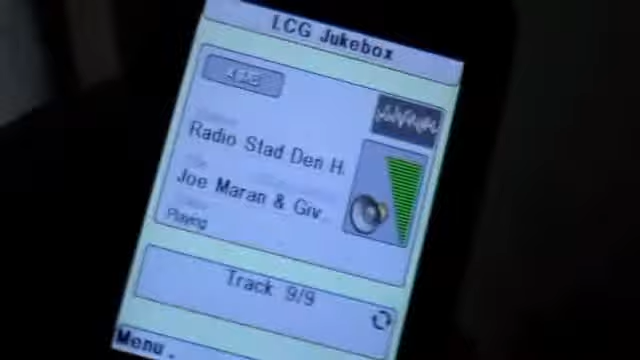 LCG Jukebox
Radio Stad Den H.
Joe Maran & Giv..
Playing
Track 9/9
Menu